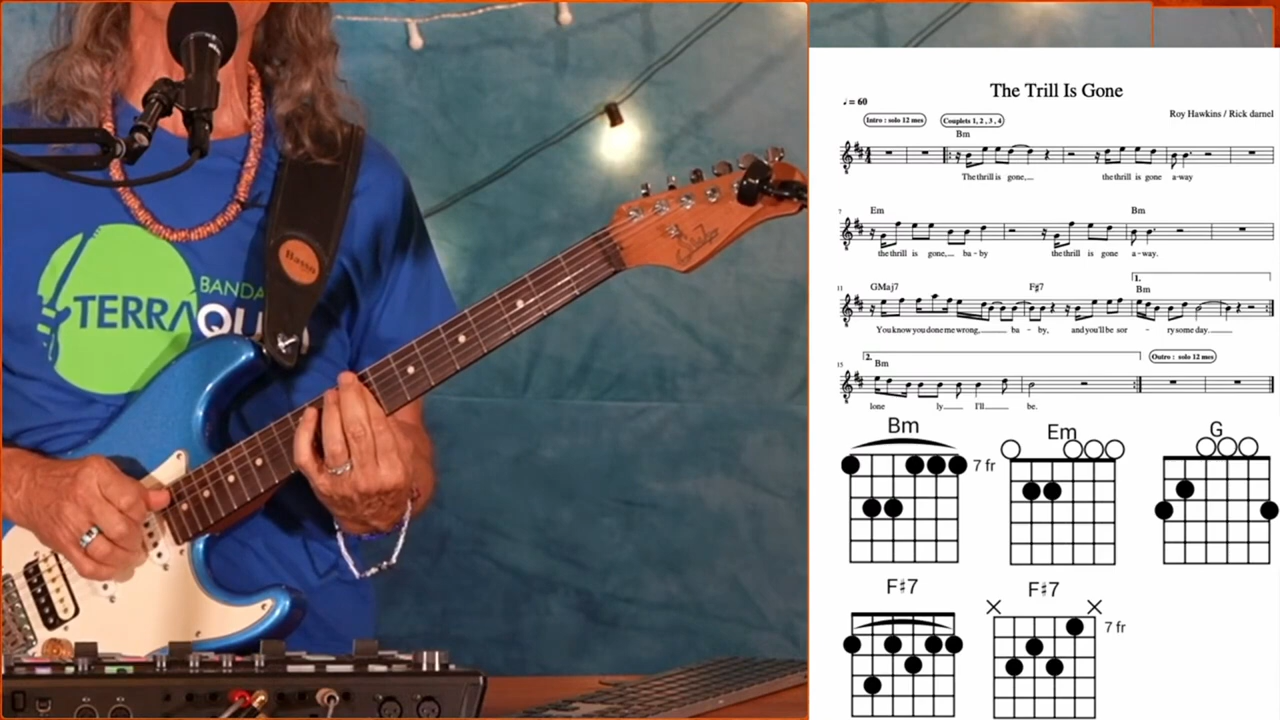 BANDA
TERRA
Basso
The Trill Is Gone
♩ = 60
Roy Hawkins / Rick darnel
Intro : solo 12 mes
Couplets 1, 2 , 3 , 4
Bm
The thrill is gone,
the thrill is gone a-way
7
Em
Bm
the thrill is gone, ba-by
the thrill is gone a-way.
11
GMaj7
F♯7
1.
Bm
You know you done me wrong, ba-by, and you'll be sor-ry some day.
15
2.
Bm
Outro : solo 12 mes
lone ly I'll be.
Bm
7 fr
Em
G
F♯7
F♯7
7 fr